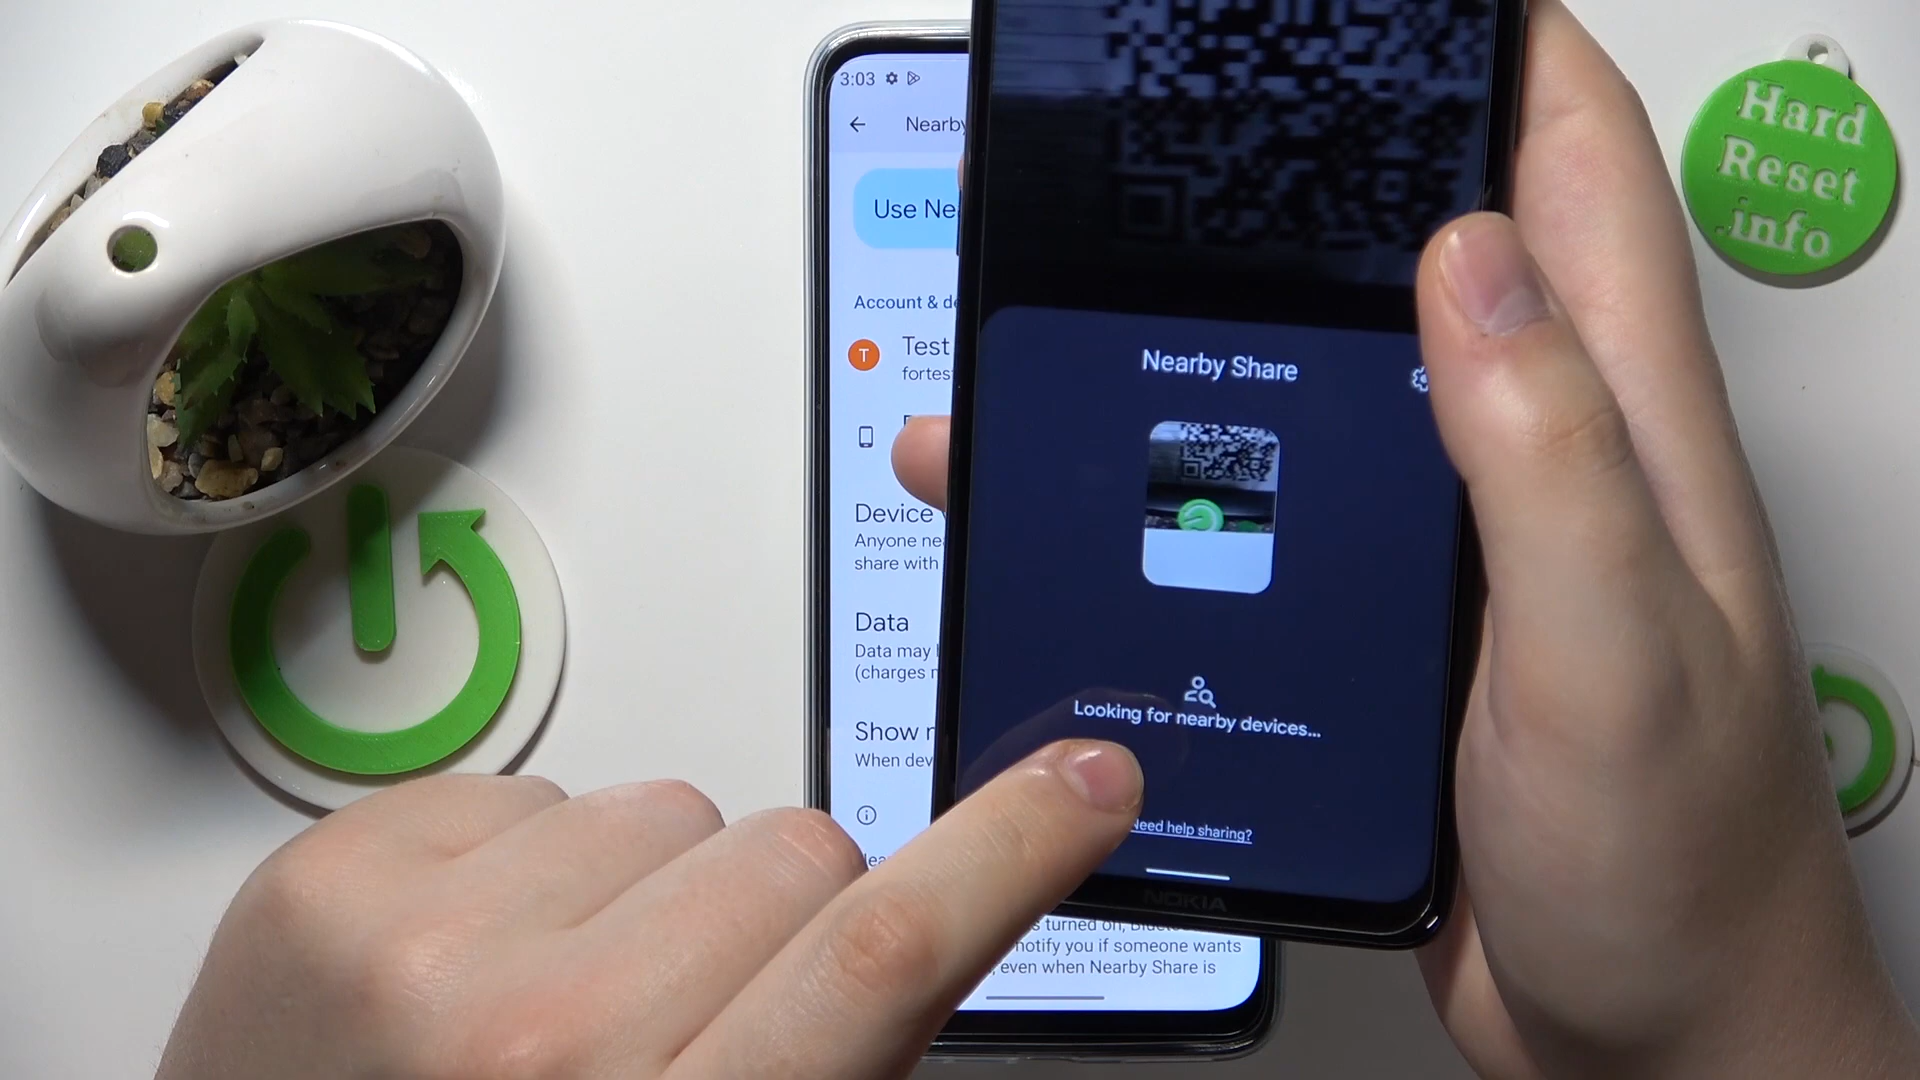 3:03
Nearby
Use Ne
Account & de
T
Test
fortes
Device
Anyone ne
share with
Data
Data may
(charges
Show
When dev
Nearby Share
Looking for nearby devices...
Need help sharing?
NOKIA
s turned on,
notify you if someone wants
, even when Nearby Share is
Hard
Reset
.info